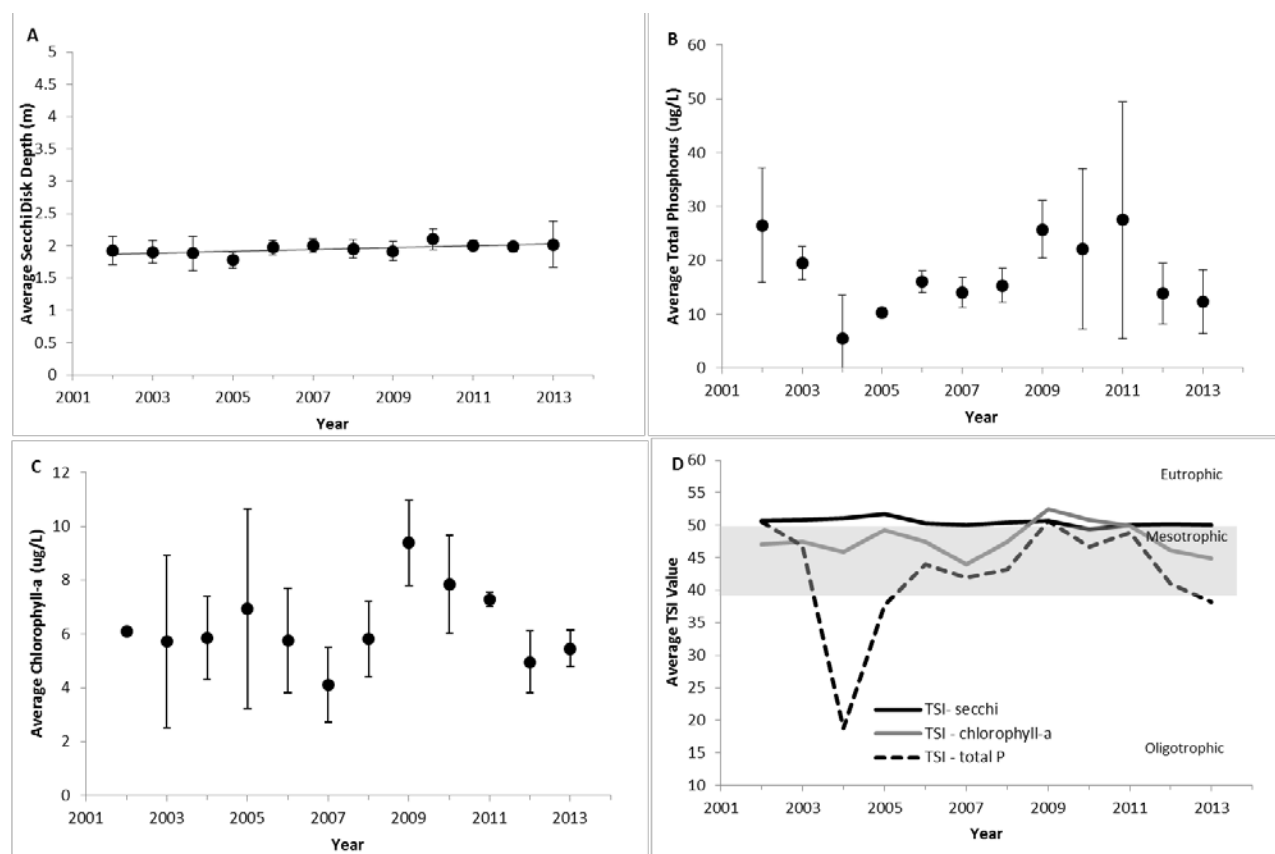 A
Average Secchi Disk Depth (m)
5
4.5
4
3.5
3
2.5
2
1.5
1
0.5
0
2001 2003 2005 2007 2009 2011 2013
Year
B
Average Total Phosphorus (ug/L)
60
50
40
30
20
10
0
2001 2003 2005 2007 2009 2011 2013
Year
C
Average Chlorophyll-a (ug/L)
12
10
8
6
4
2
0
2001 2003 2005 2007 2009 2011 2013
Year
D
Average TSI Value
60
55
50
45
40
35
30
25
20
15
10
Eutrophic
Mesotrophic
Oligotrophic
TSI- secchi
TSI - chlorophyll-a
TSI - total P
2001 2003 2005 2007 2009 2011 2013
Year